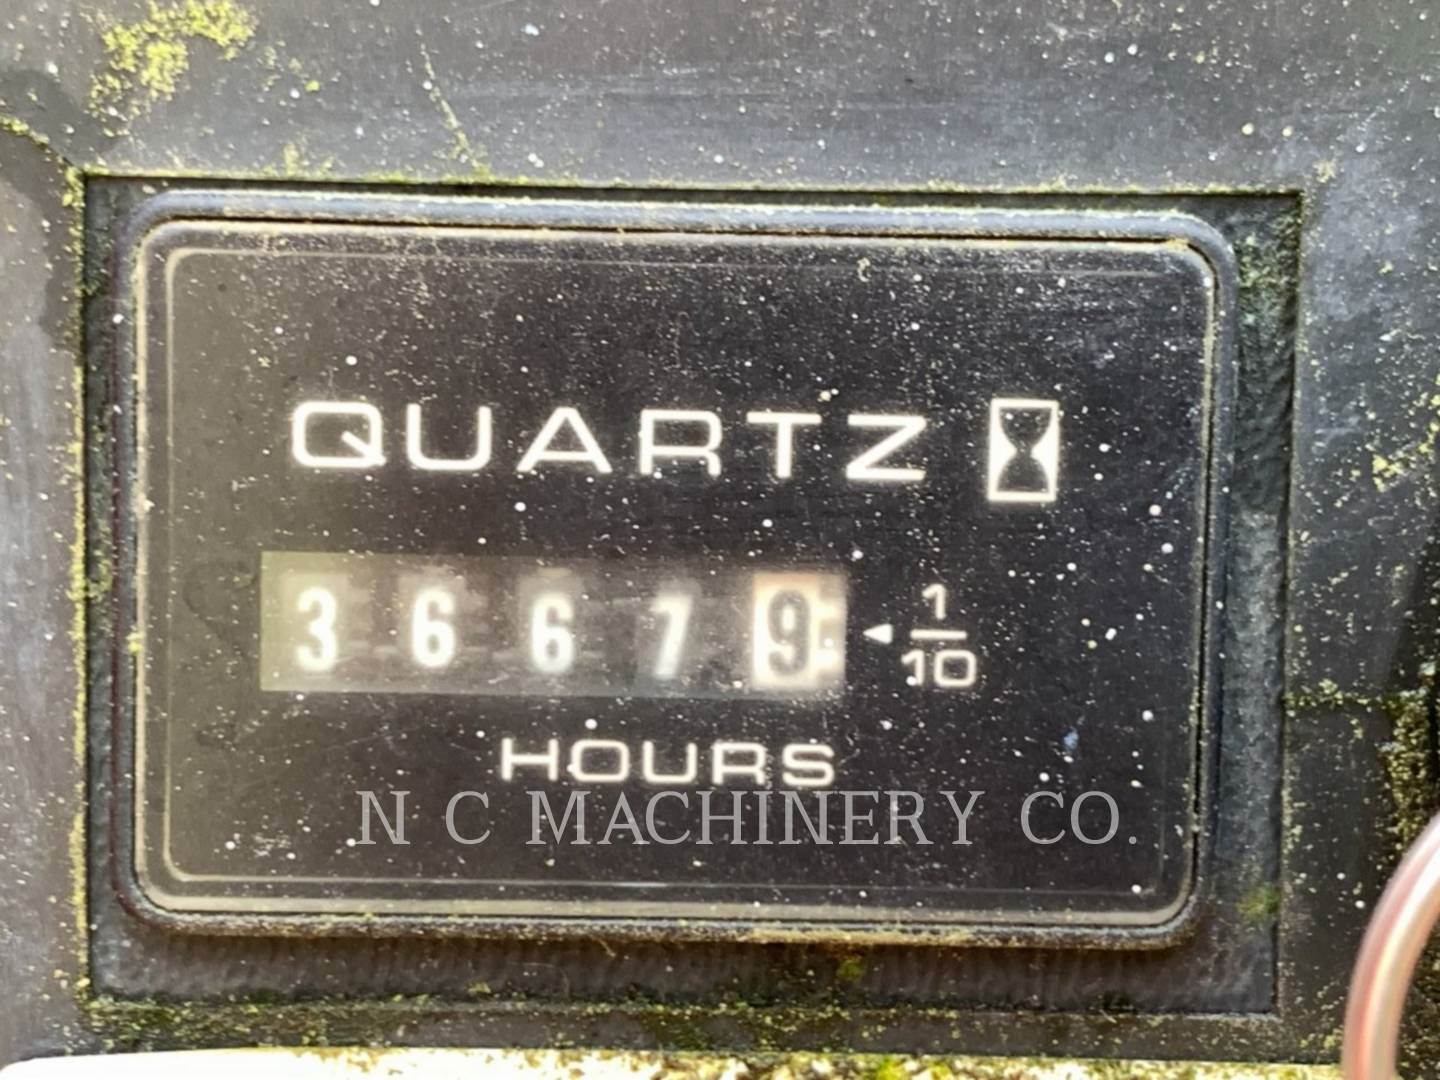 QUARTZ
36679 1/10
HOURS
N C MACHINERY CO.